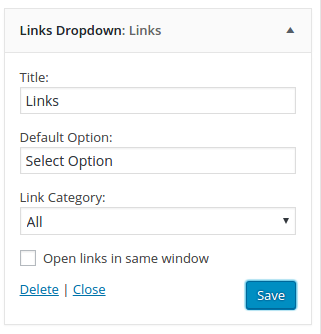 Links Dropdown: Links
Title:
Links
Default Option:
Select Option
Link Category:
All
Open links in same window
Delete | Close
Save